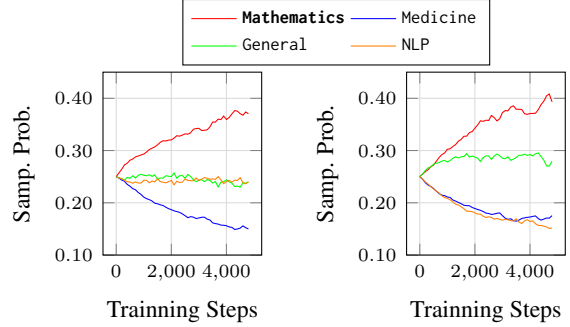 Mathematics Medicine
General NLP
Samp. Prob.
0.40
0.30
0.20
0.10
0 2,000 4,000
Trainning Steps
Samp. Prob.
0.40
0.30
0.20
0.10
0 2,000 4,000
Trainning Steps